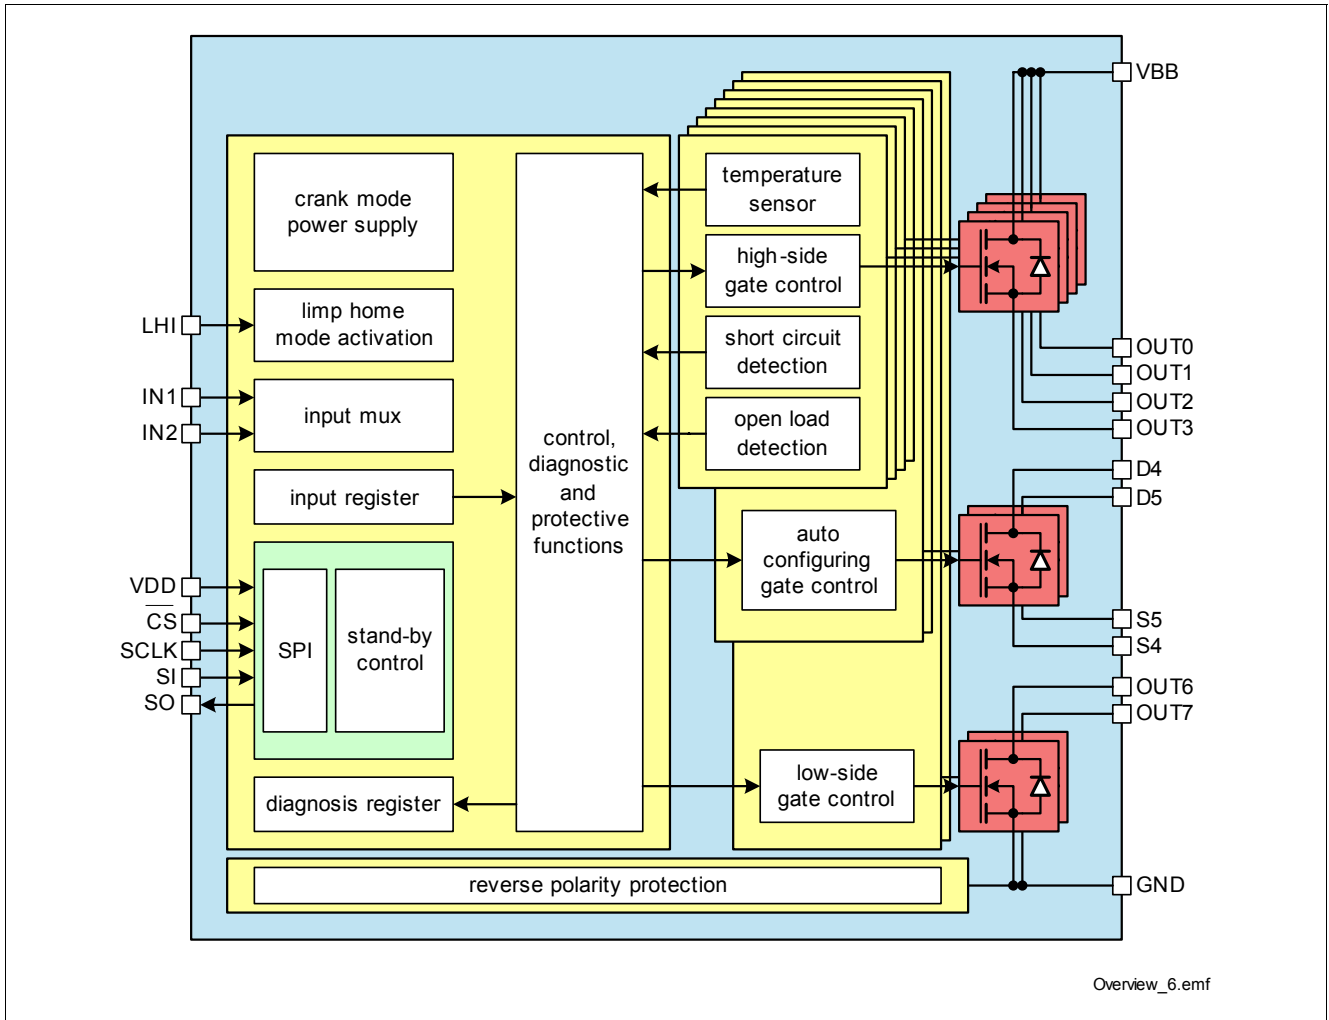 VBB
crank mode
power supply
temperature
sensor
high-side
gate control
LHI
limp home
mode activation
short circuit
detection
OUT0
OUT1
OUT2
OUT3
IN1
IN2
input mux
open load
detection
control,
diagnostic
and
protective
functions
input register
D4
D5
auto
configuring
gate control
VDD
CS
SCLK
SI
SO
SPI
stand-by
control
S5
S4
OUT6
OUT7
low-side
gate control
diagnosis register
reverse polarity protection
GND
Overview_6.emf